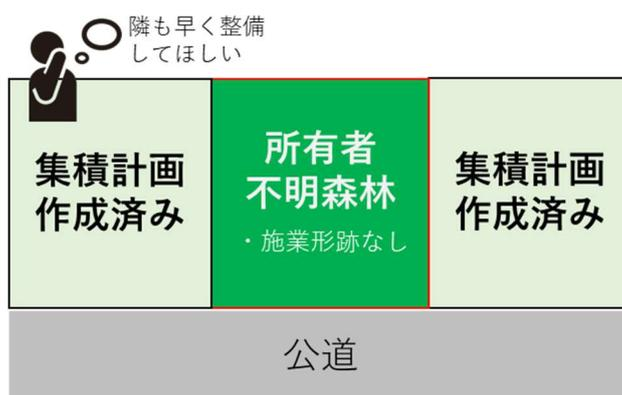 隣も早く整備
してほしい
集積計画
作成済み
所有者
不明森林
・施業形跡なし
集積計画
作成済み
公道